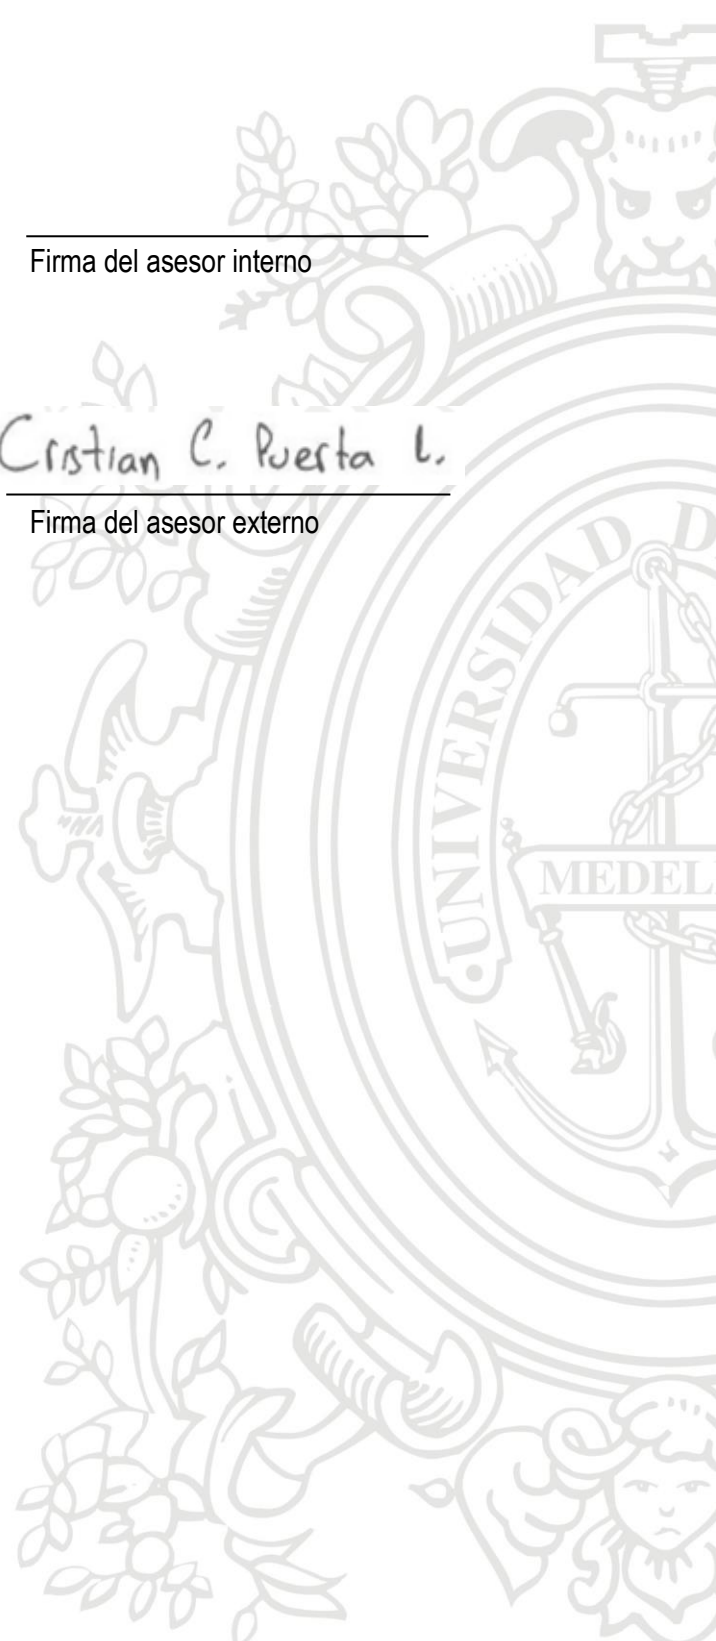 Firma del asesor interno
Cristian C. Puerta L.
Firma del asesor externo
UNIVERSIDAD D
MEDEL